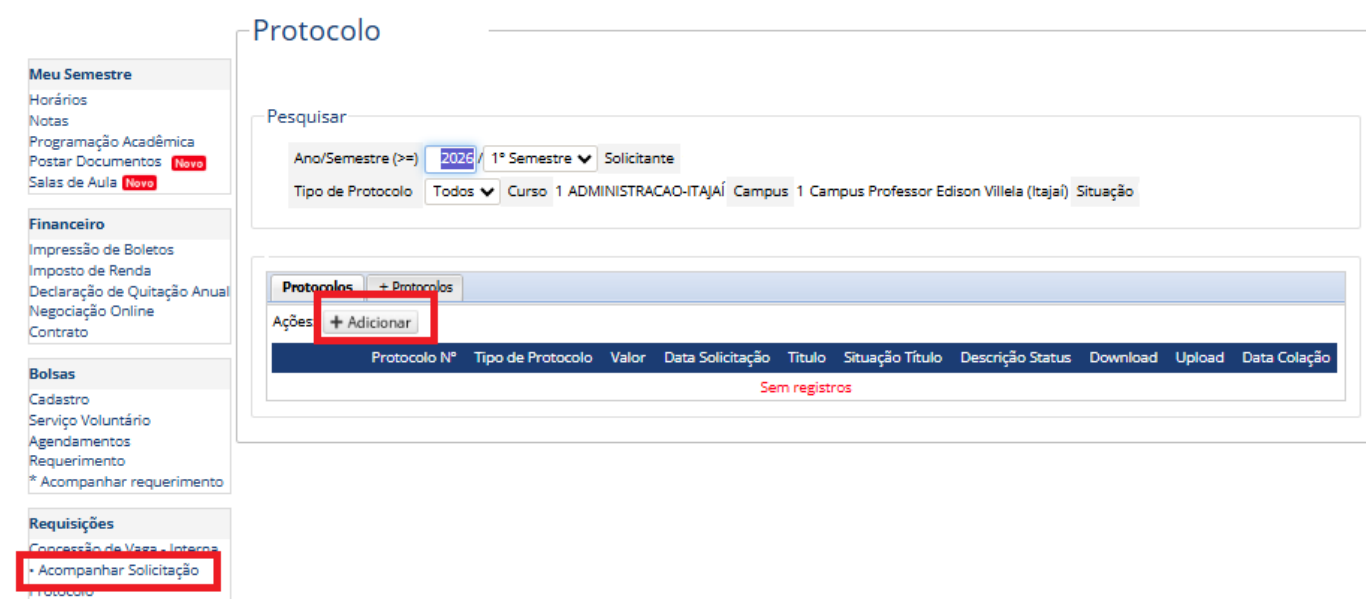 Protocolo
Meu Semestre
Horários
Notas
Programação Acadêmica
Postar Documentos Novo
Salas de Aula Novo
Financeiro
Impressão de Boletos
Imposto de Renda
Declaração de Quitação Anual
Negociação Online
Contrato
Bolsas
Cadastro
Serviço Voluntário
Agendamentos
Requerimento
* Acompanhar requerimento
Requisições
Concessão de Vaga - Interna
• Acompanhar Solicitação
Protocolo
Pesquisar
Ano/Semestre (>=) 2026 / 1º Semestre Solicitante
Tipo de Protocolo Todos Curso 1 ADMINISTRACAO-ITAJAÍ Campus 1 Campus Professor Edison Villela (Itajaí) Situação
Protocolos + Protocolos
Ações: + Adicionar
Protocolo Nº Tipo de Protocolo Valor Data Solicitação Titulo Situação Título Descrição Status Download Upload Data Colação
Sem registros